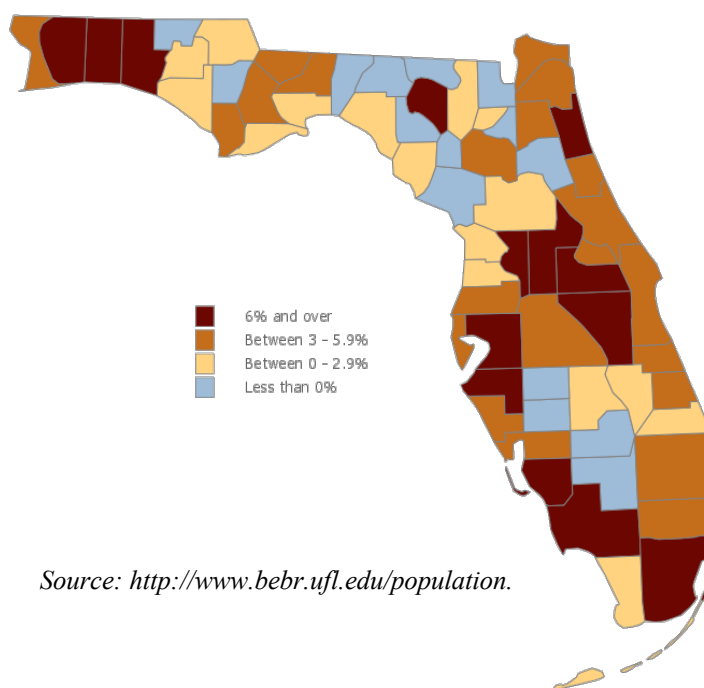 6% and over
Between 3 - 5.9%
Between 0 - 2.9%
Less than 0%
Source: http://www.bebr.ufl.edu/population.